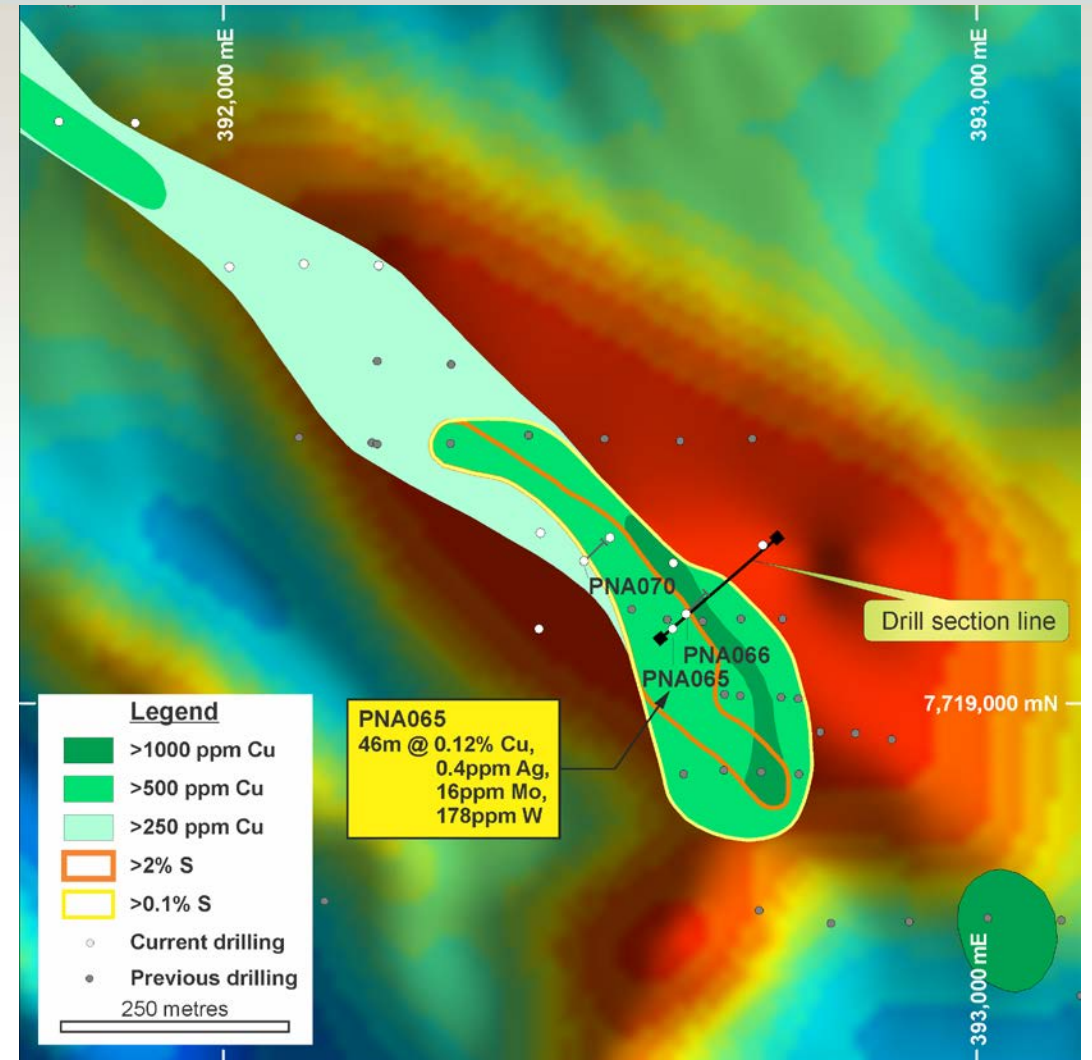 392,000 mE
393,000 mE
PNA070
Drill section line
PNA066
PNA065
7,719,000 mN
PNA065
46m @ 0.12% Cu,
0.4ppm Ag,
16ppm Mo,
178ppm W
Legend
>1000 ppm Cu
>500 ppm Cu
>250 ppm Cu
>2% S
>0.1% S
Current drilling
Previous drilling
250 metres
393,000 mE